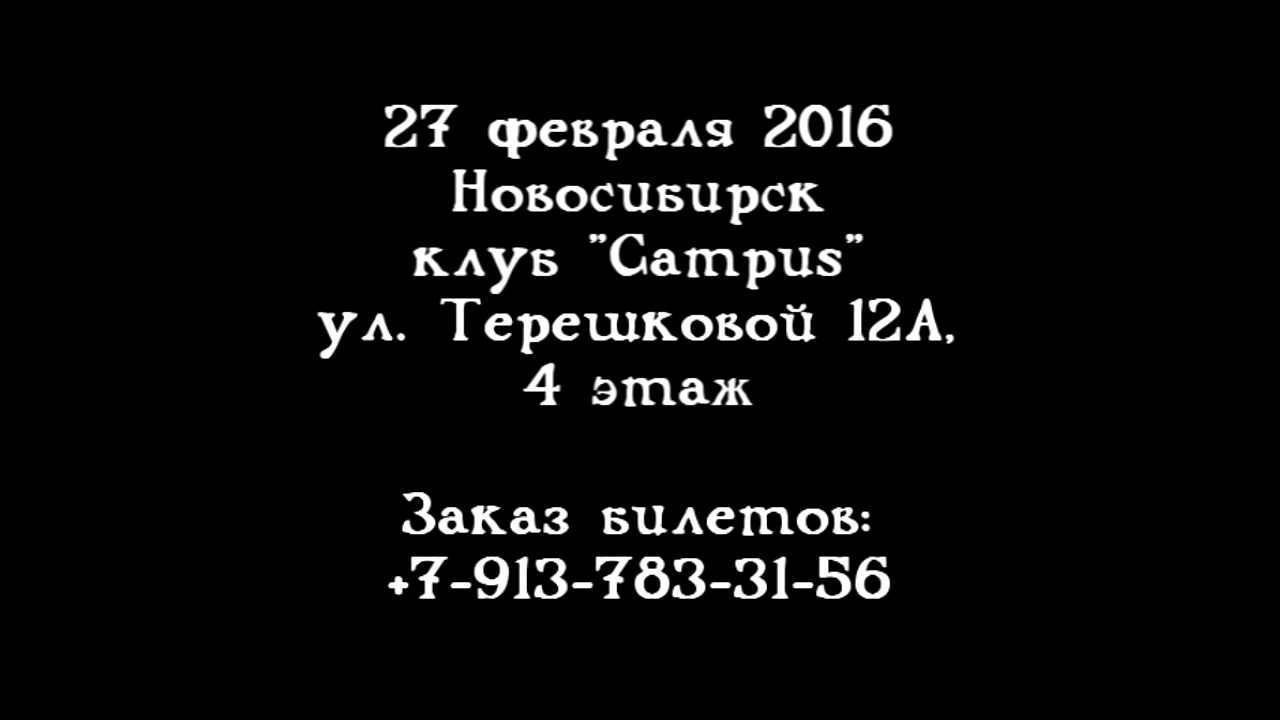 27 февраля 2016
Новосибирск
клуб "Campus"
ул. Терешковой 12А,
4 этаж
Заказ билетов:
+7-913-783-31-56